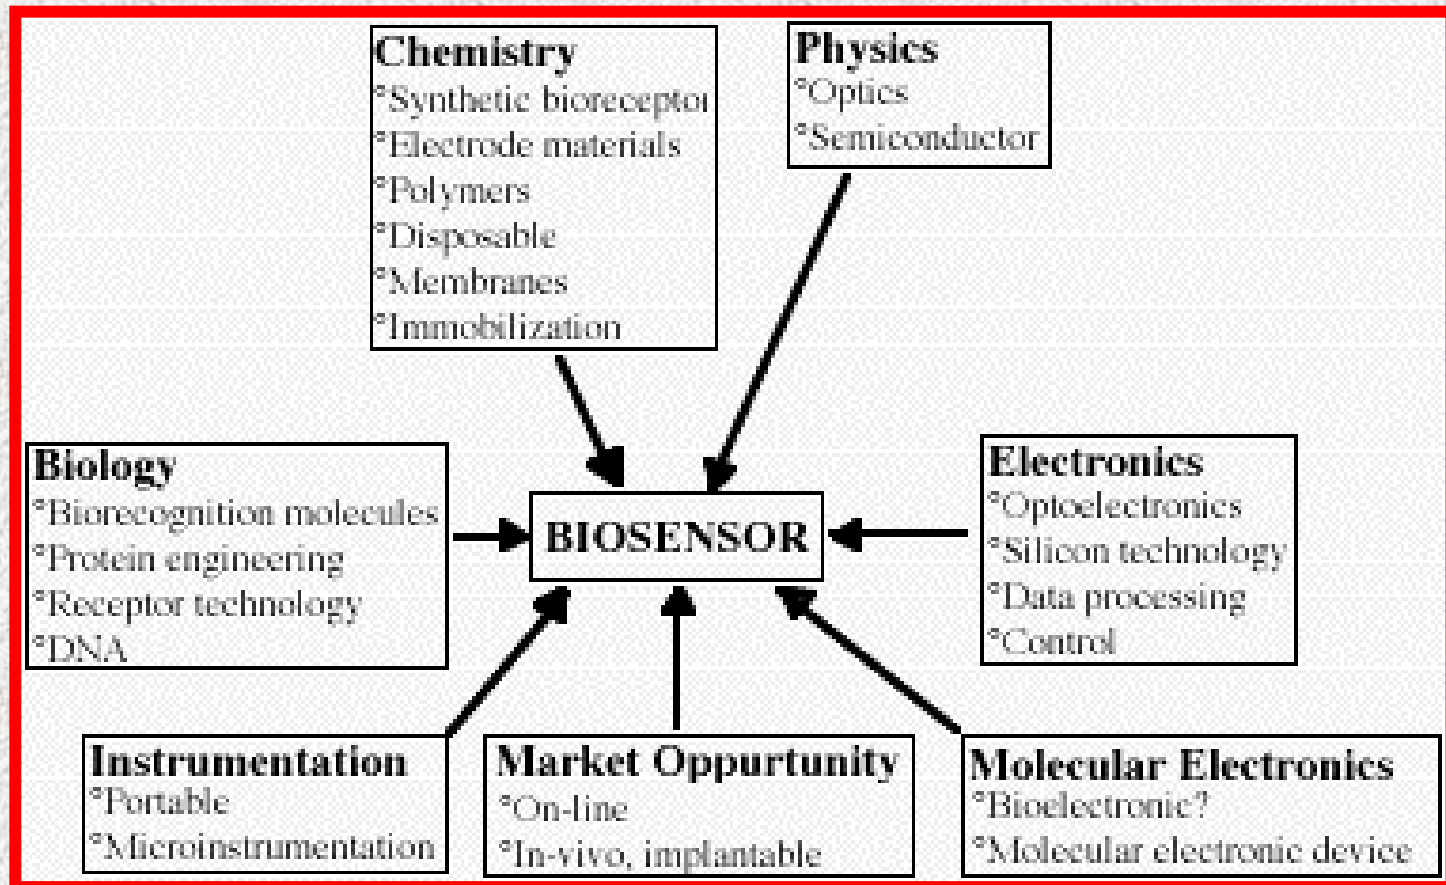 Chemistry
°Synthetic bioreceptor
°Electrode materials
°Polymers
°Disposable
°Membranes
°Immobilization
Physics
°Optics
°Semiconductor
Biology
°Biorecognition molecules
°Protein engineering
°Receptor technology
°DNA
BIOSENSOR
Electronics
°Optoelectronics
°Silicon technology
°Data processing
°Control
Instrumentation
°Portable
°Microinstrumentation
Market Oppurtunity
°On-line
°In-vivo, implantable
Molecular Electronics
°Bioelectronic?
°Molecular electronic device